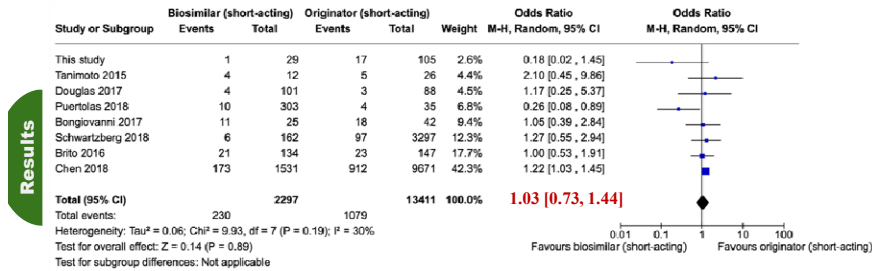 Results
Biosimilar (short-acting) Originator (short-acting) Odds Ratio Odds Ratio
Study or Subgroup Events Total Events Total Weight M-H, Random, 95% CI M-H, Random, 95% CI
This study 1 29 17 105 2.6% 0.18 [0.02 , 1.45]
Tanimoto 2015 4 12 5 26 4.4% 2.10 [0.45 , 9.86]
Douglas 2017 4 101 3 88 4.4% 1.17 [0.25 , 5.37]
Puertolas 2018 10 303 4 35 6.9% 0.26 [0.08 , 0.89]
Bongiovanni 2017 11 25 18 42 9.4% 1.05 [0.39 , 2.84]
Schwartzberg 2018 6 162 97 3297 12.3% 1.27 [0.55 , 2.94]
Brito 2016 21 134 23 147 17.7% 1.00 [0.53 , 1.91]
Chen 2018 173 1531 912 9671 42.3% 1.22 [1.03 , 1.45]
Total (95% CI) 2297 13411 100.0% 1.03 [0.73, 1.44]
Total events: 230 1079
Heterogeneity: Tau² = 0.06; Chi² = 9.93, df = 7 (P = 0.19); I² = 30%
Test for overall effect: Z = 0.14 (P = 0.89)
Test for subgroup differences: Not applicable
0.01 0.1 1 10 100
Favours biosimilar (short-acting) Favours originator (short-acting)